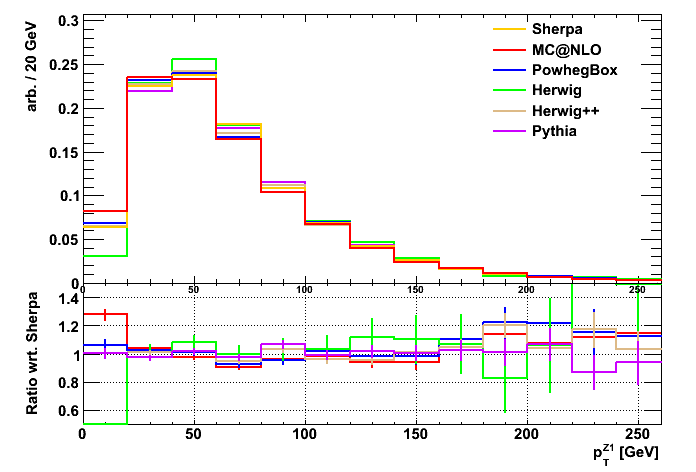 0.3
0.25
0.2
0.15
0.1
0.05
0
arb. / 20 GeV
Sherpa
MC@NLO
PowhegBox
Herwig
Herwig++
Pythia
0 50 100 150 200 250
1.4
1.2
1
0.8
0.6
Ratio wrt. Sherpa
0 50 100 150 200 250
p_T^{Z1} [GeV]